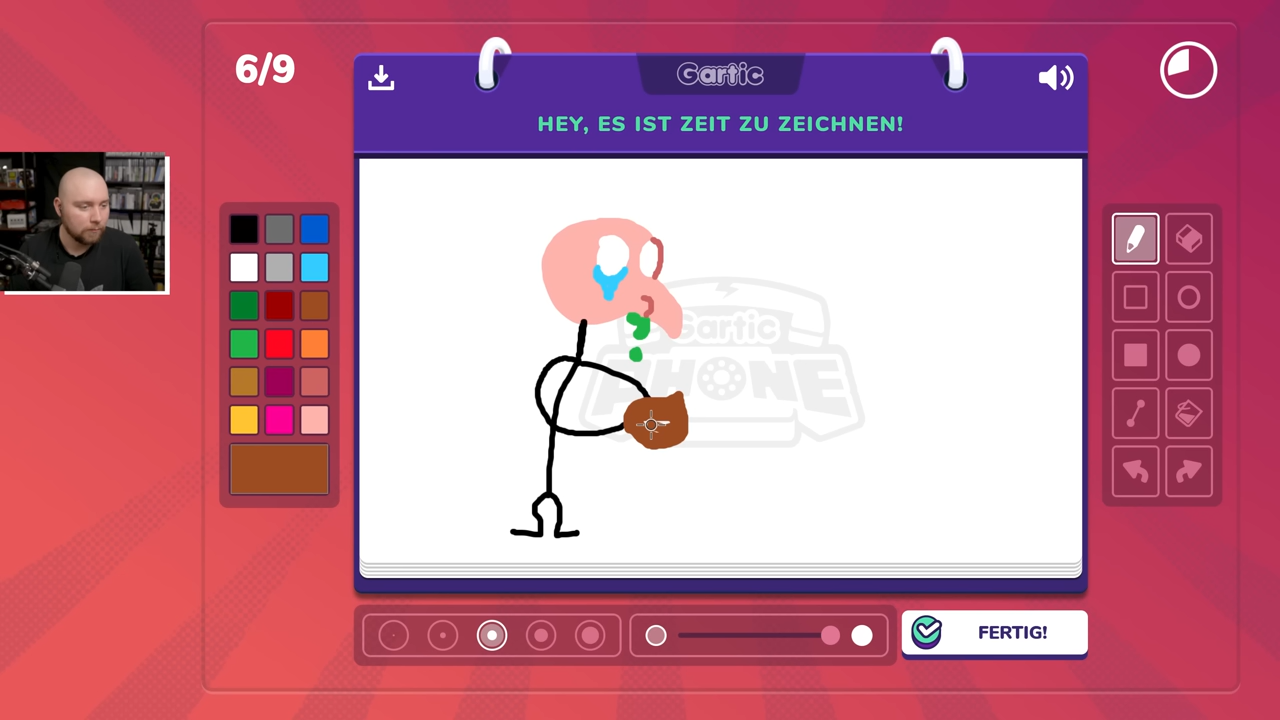 6/9
Gartic
HEY, ES IST ZEIT ZU ZEICHNEN!
Gartic
PHONE
FERTIG!